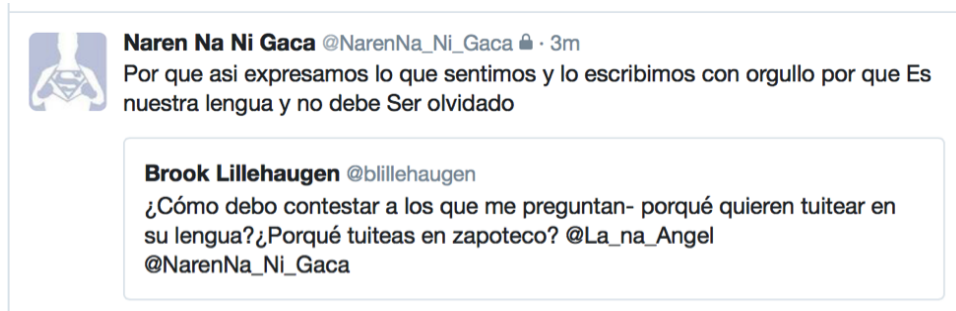 Naren Na Ni Gaca @NarenNa_Ni_Gaca · 3m
Por que asi expresamos lo que sentimos y lo escribimos con orgullo por que Es
nuestra lengua y no debe Ser olvidado
Brook Lillehaugen @blillehaugen
¿Cómo debo contestar a los que me preguntan- porqué quieren tuitear en
su lengua?¿Porqué tuiteas en zapoteco? @La_na_Angel
@NarenNa_Ni_Gaca